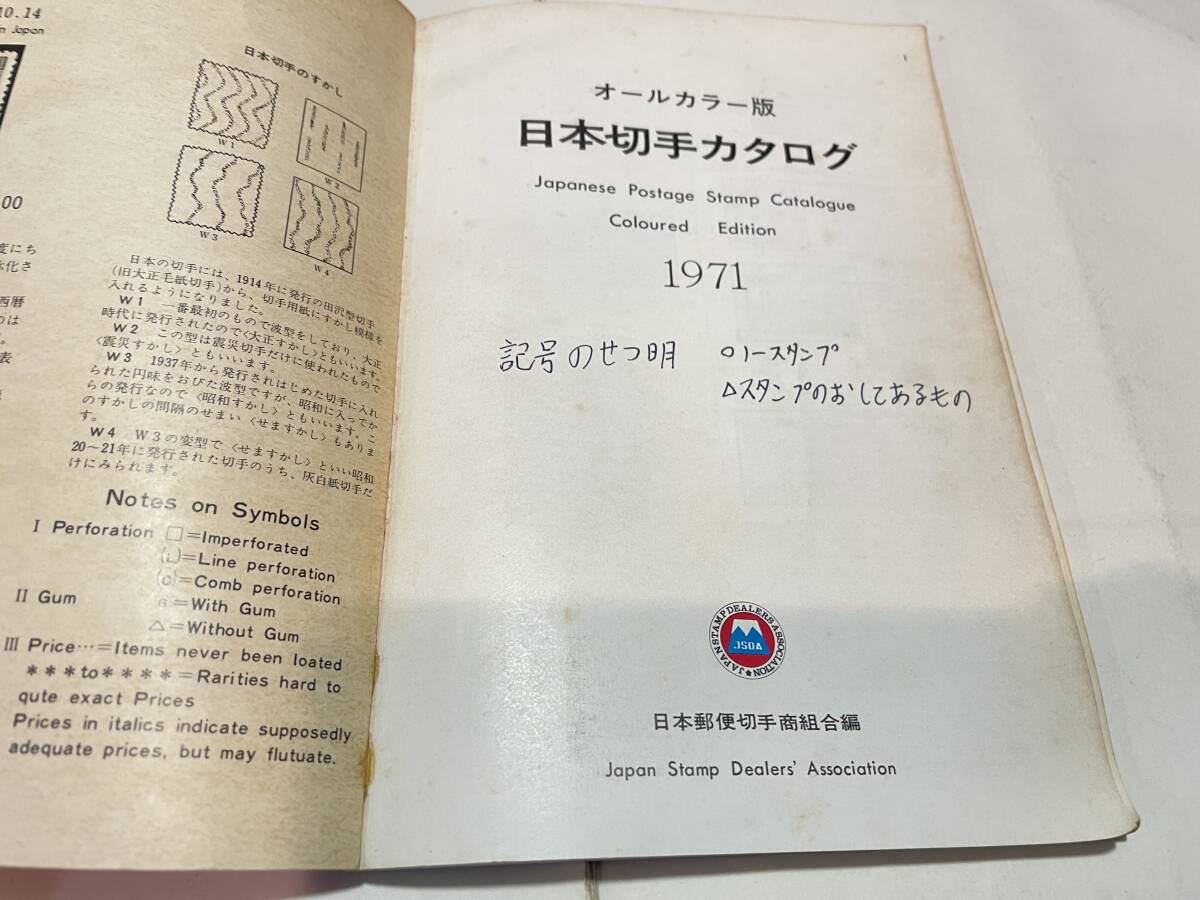 10.14
in Japan
00
度にち
化さ
西暦
のは
。
表
日本切手のすかし
W1
W2
W3
W4
日本の切手には、1914年に発行の田沢型切手
(旧大正毛紙切手)から、切手用紙にすかし模様を
入れるようになりました。
W1 一番最初のもので波型をしており、大正
時代に発行されたので〈大正すかし〉ともいいます。
W2 この型は震災切手だけに使われたもので
〈震災すかし〉ともいいます。
W3 1937年から発行されはじめた切手に入れ
られた円味をおびた波型ですが、昭和に入ってか
らの発行なので〈昭和すかし〉ともいいます。こ
のすかしの間隔のせまい〈せますかし〉もありま
す。
W4 W3の変型で〈せますかし〉といい昭和
20〜21年に発行された切手のうち、灰白紙切手だ
けにみられます。
Notes on Symbols
I Perforation □=Imperforated
(L)=Line perforation
(C)=Comb perforation
II Gum G=With Gum
△=Without Gum
III Price…=Items never been loated
***to****=Rarities hard to
qute exact Prices
Prices in italics indicate supposedly
adequate prices, but may flutuate.
オールカラー版
日本切手カタログ
Japanese Postage Stamp Catalogue
Coloured Edition
1971
記号のせつ明 ○ノースタンプ
△スタンプのおしてあるもの
JAPAN STAMP DEALERS ASSOCIATION
JSDA
日本郵便切手商組合編
Japan Stamp Dealers' Association